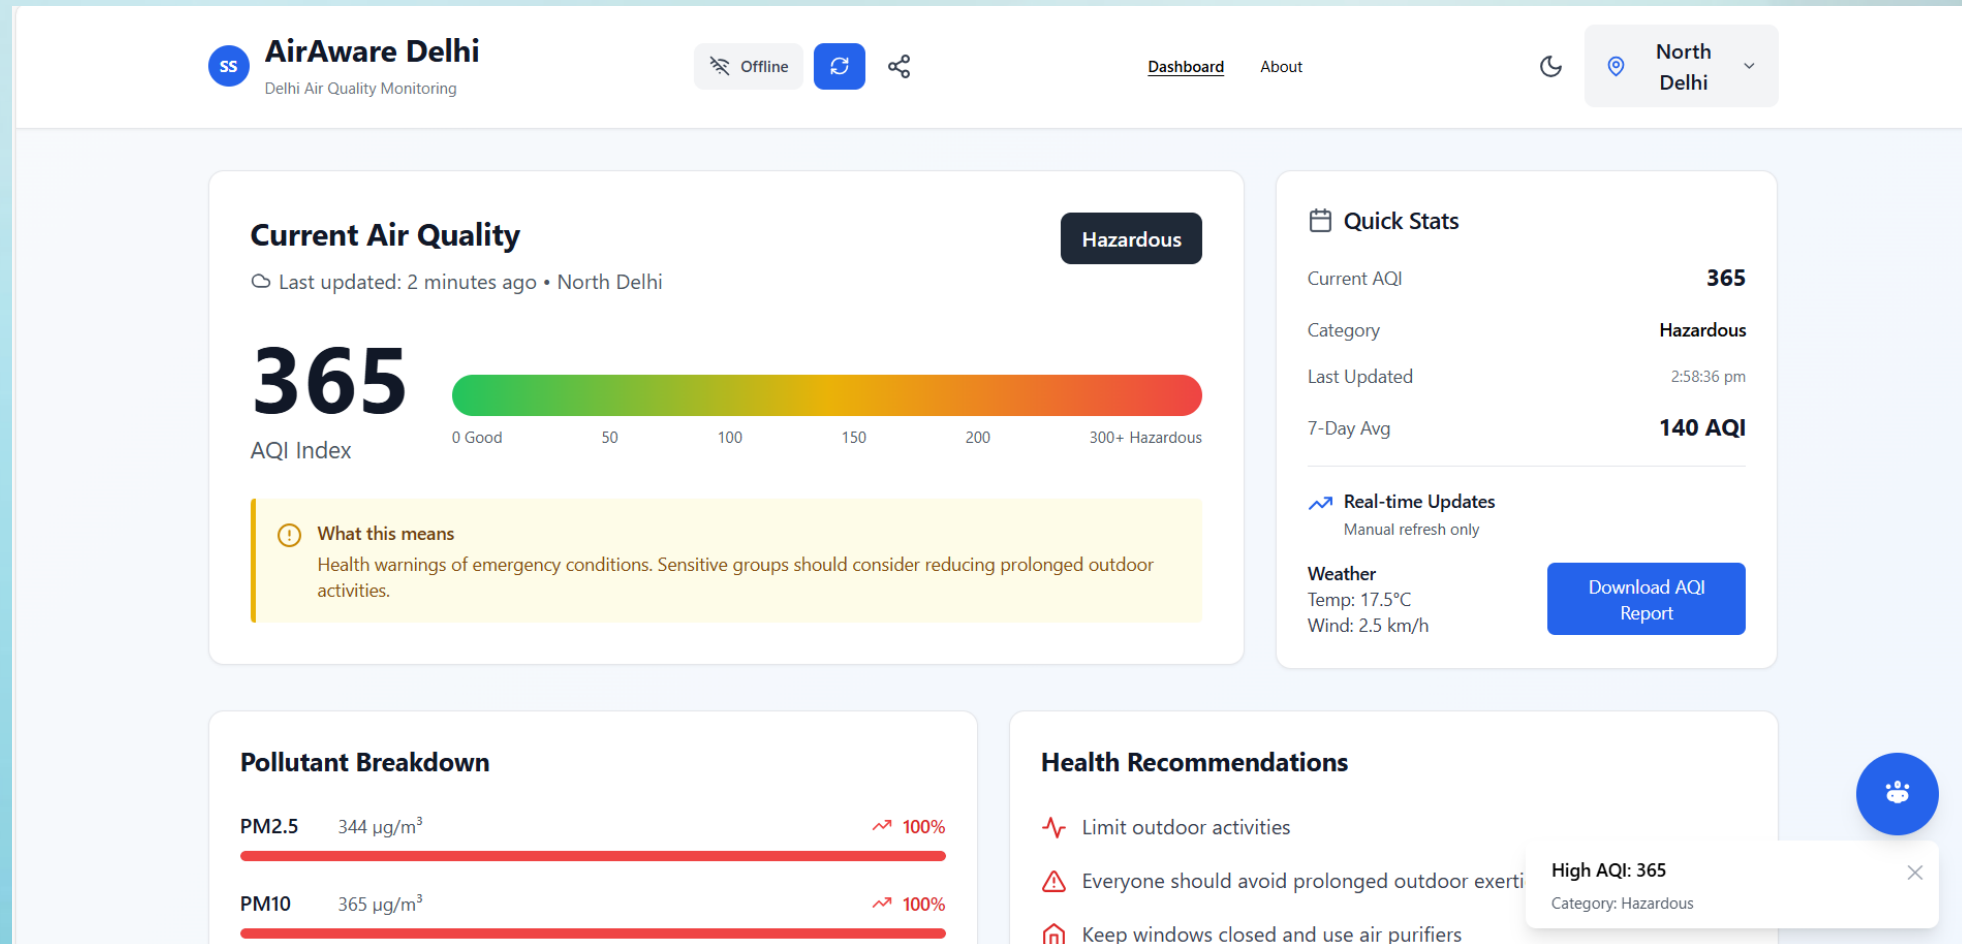 SS
AirAware Delhi
Delhi Air Quality Monitoring
Offline
Dashboard
About
North
Delhi
Current Air Quality
Hazardous
Last updated: 2 minutes ago • North Delhi
365
AQI Index
0 Good 50 100 150 200 300+ Hazardous
What this means
Health warnings of emergency conditions. Sensitive groups should consider reducing prolonged outdoor
activities.
Quick Stats
Current AQI 365
Category Hazardous
Last Updated 2:58:36 pm
7-Day Avg 140 AQI
Real-time Updates
Manual refresh only
Weather
Temp: 17.5°C
Wind: 2.5 km/h
Download AQI
Report
Pollutant Breakdown
PM2.5 344 µg/m³ 100%
PM10 365 µg/m³ 100%
Health Recommendations
Limit outdoor activities
Everyone should avoid prolonged outdoor exerti
Keep windows closed and use air purifiers
High AQI: 365
Category: Hazardous